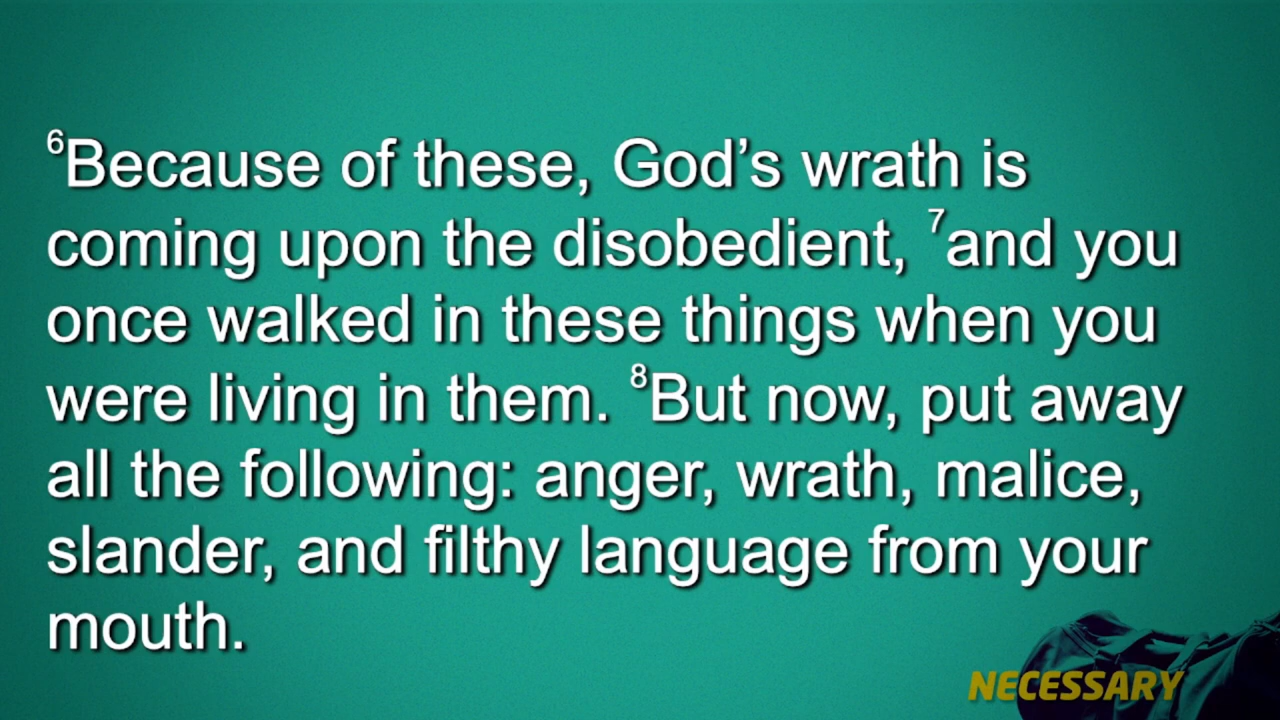 ⁶Because of these, God’s wrath is
coming upon the disobedient, ⁷and you
once walked in these things when you
were living in them. ⁸But now, put away
all the following: anger, wrath, malice,
slander, and filthy language from your
mouth.
NECESSARY